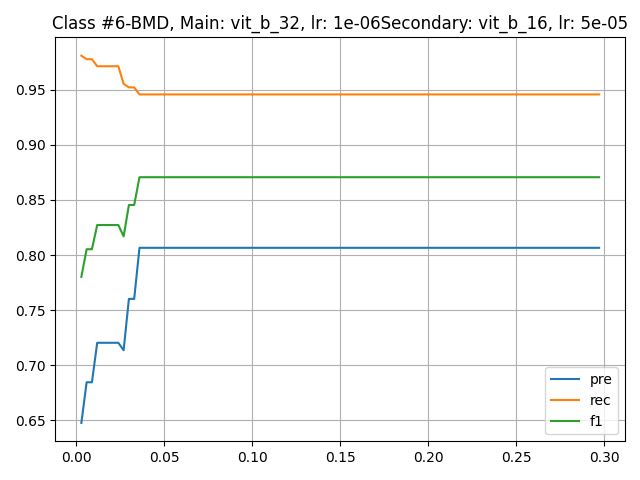 Class #6-BMD, Main: vit_b_32, lr: 1e-06Secondary: vit_b_16, lr: 5e-05
0.95
0.90
0.85
0.80
0.75
0.70
0.65
pre
rec
f1
0.00 0.05 0.10 0.15 0.20 0.25 0.30